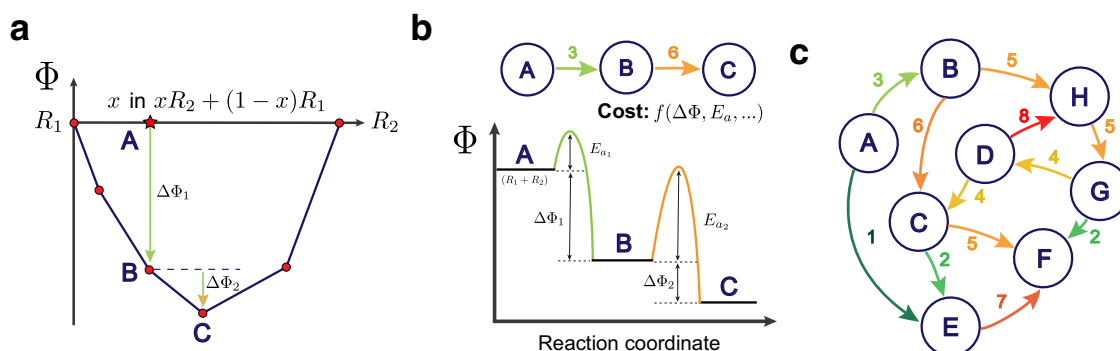 a
Φ
x in xR₂ + (1 − x)R₁
R₁
R₂
A
ΔΦ₁
B
ΔΦ₂
C
b
A
3
B
6
C
Cost: f(ΔΦ, Eₐ, ...)
Φ
A
(R₁ + R₂)
Eₐ₁
ΔΦ₁
B
Eₐ₂
ΔΦ₂
C
Reaction coordinate
c
B
5
3
H
A
6
8
5
D
4
G
4
C
1
5
2
2
F
7
E